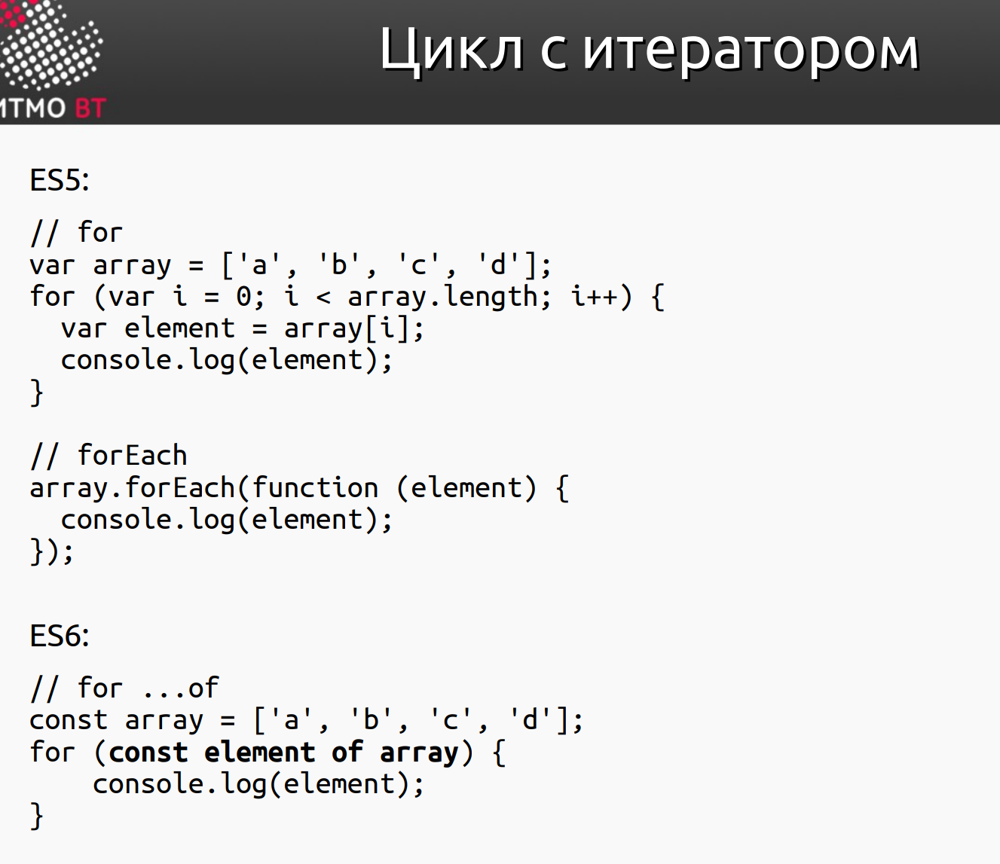 Цикл с итератором
ИТМО ВТ
ES5:
// for
var array = ['a', 'b', 'c', 'd'];
for (var i = 0; i < array.length; i++) {
  var element = array[i];
  console.log(element);
}
// forEach
array.forEach(function (element) {
  console.log(element);
});
ES6:
// for ...of
const array = ['a', 'b', 'c', 'd'];
for (const element of array) {
    console.log(element);
}